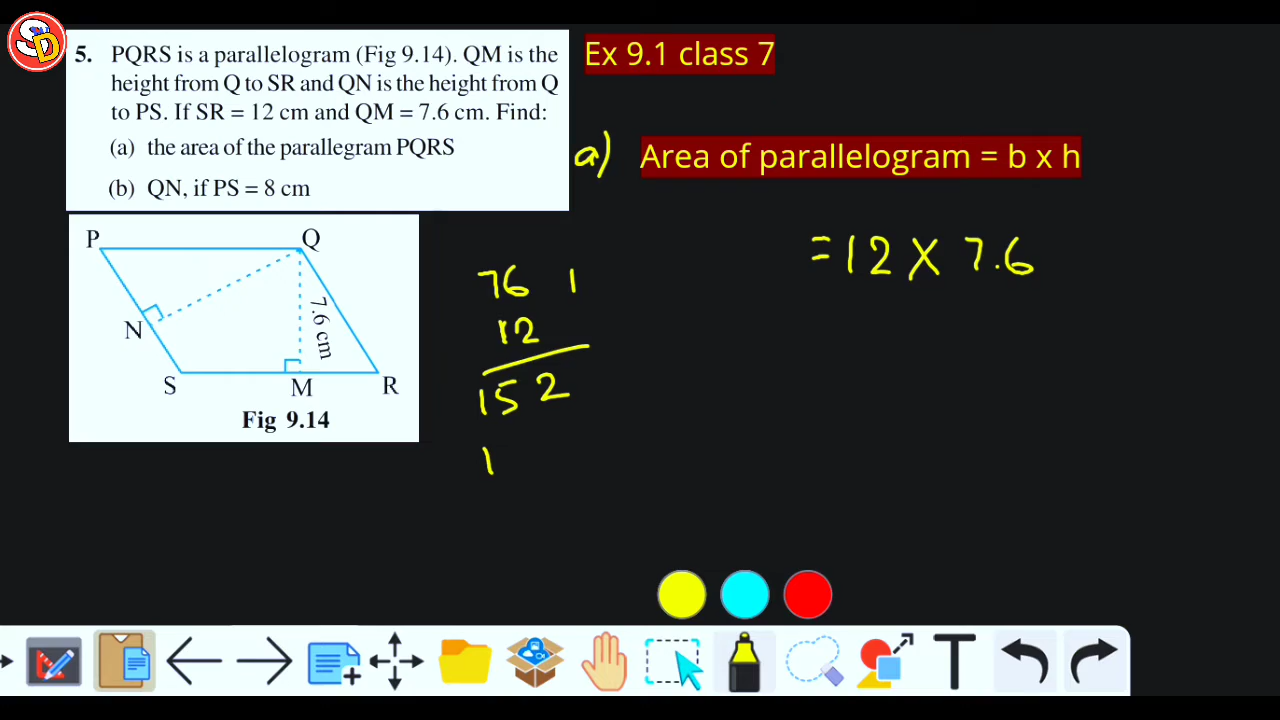 SD
5. PQRS is a parallelogram (Fig 9.14). QM is the
height from Q to SR and QN is the height from Q
to PS. If SR = 12 cm and QM = 7.6 cm. Find:
(a) the area of the parallegram PQRS
(b) QN, if PS = 8 cm
Ex 9.1 class 7
a) Area of parallelogram = b x h
= 12 X 7.6
P Q
N
7.6 cm
S M R
Fig 9.14
76 1
12
152
1
T